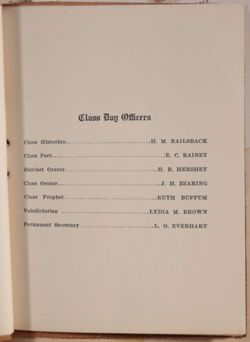 Class Day Officers
Class Historian..........................H. M. RAILSBACK
Class Poet...............................E. C. RAINEY
Hatchet Orator.........................H. B. HERSHEY
Class Orator............................J. H. ZEARING
Class Prophet..........................RUTH BUFFUM
Valedictorian ..........................LYDIA M. BROWN
Permanent Secretary....................L. O. EVERHART